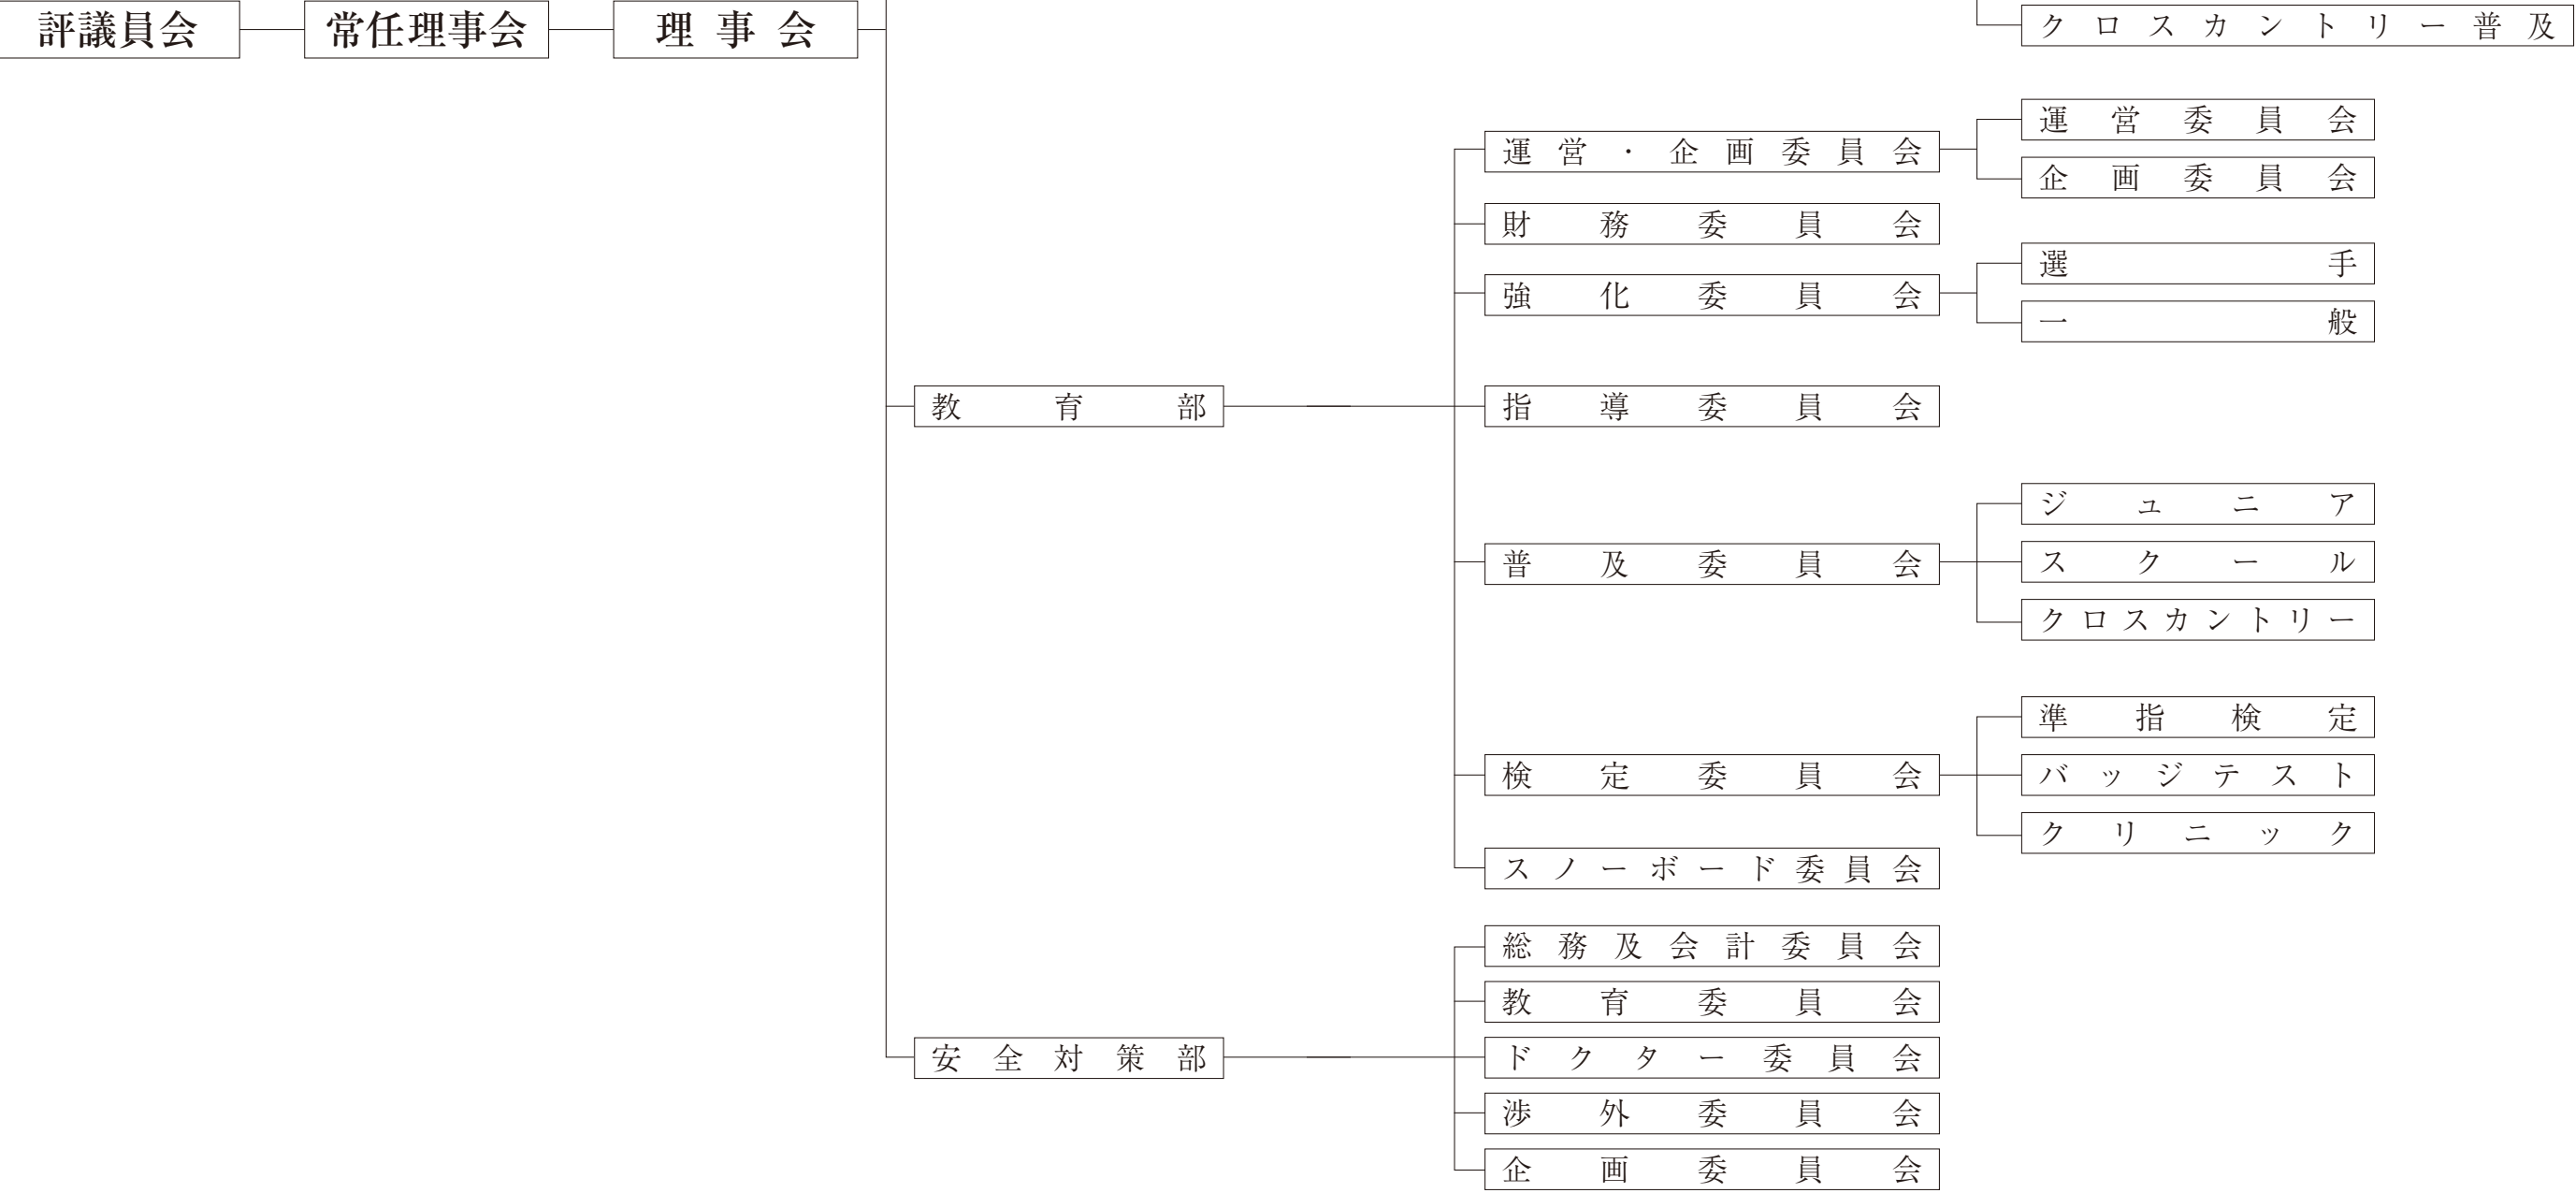 評議員会
常任理事会
理事会
クロスカントリー普及
教育部
運営・企画委員会
運営委員会
企画委員会
財務委員会
強化委員会
選手
一般
指導委員会
普及委員会
ジュニア
スクール
クロスカントリー
検定委員会
準指検定
バッジテスト
クリニック
スノーボード委員会
安全対策部
総務及会計委員会
教育委員会
ドクター委員会
渉外委員会
企画委員会